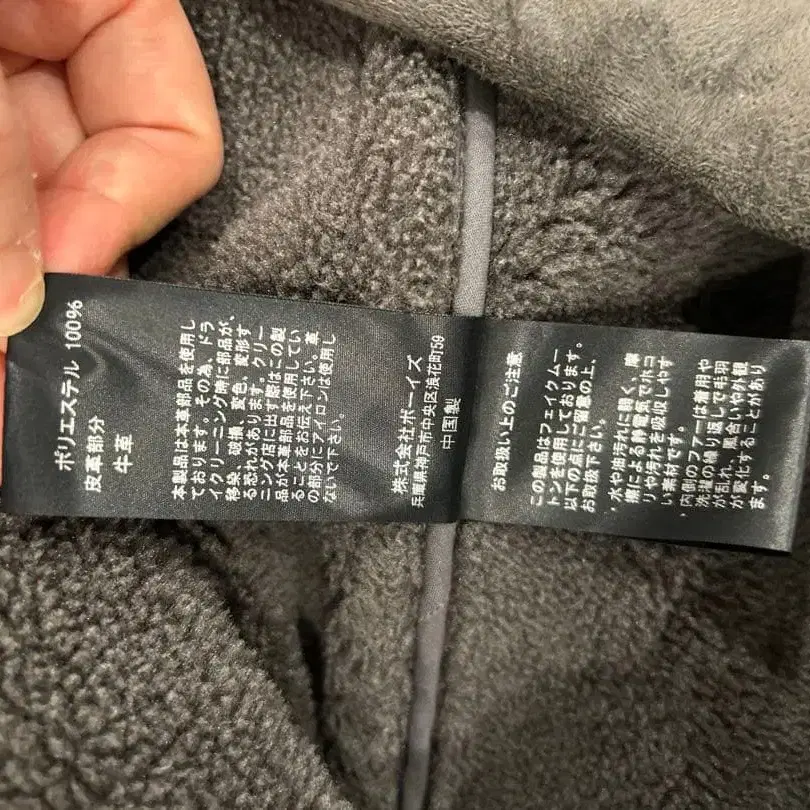 ポリエステル 100%
皮革部分
牛革
本製品は本革部品を使用し
ております。その為、ドラ
イクリーニング時に部品が、
移染、破損、変色、変形す
る恐れがあります。クリー
ニング店に出す際はこの製
品が本革部品を使用してい
ることをお伝え下さい。革
の部分にアイロンは使用し
ないで下さい。
株式会社ボーイズ
兵庫県神戸市中央区浪花町59
中国製
お取扱い上のご注意
この製品はフェイクムー
トンを使用しております。
以下の点にご留意の上、
お取扱下さい。
・水や油汚れに弱く、摩
擦による静電気でホコ
リや汚れを吸収しやす
い素材です。
・内側のファーは着用や
洗濯の繰り返しで毛羽
が乱れ、風合いや外観
が変化することがあり
ます。